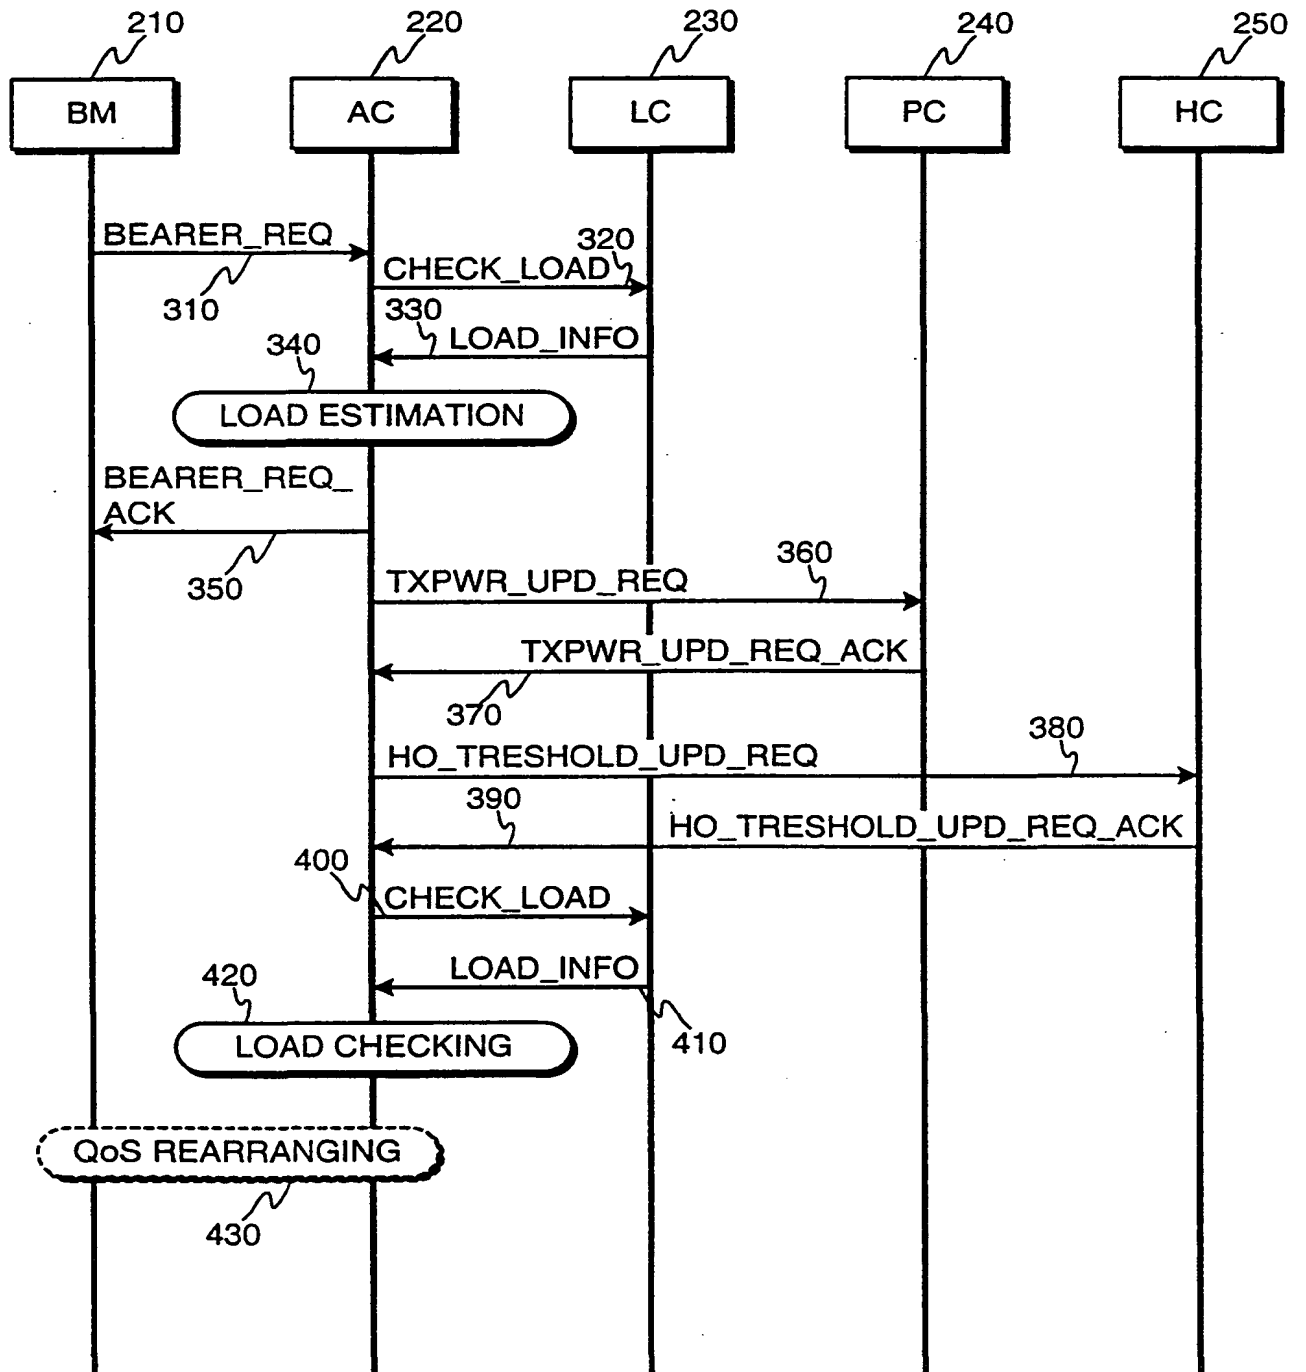 210 220 230 240 250
BM AC LC PC HC
BEARER_REQ
310
320
CHECK_LOAD
330
LOAD_INFO
340
LOAD ESTIMATION
BEARER_REQ_
ACK
350
360
TXPWR_UPD_REQ
TXPWR_UPD_REQ_ACK
370
380
HO_TRESHOLD_UPD_REQ
390
HO_TRESHOLD_UPD_REQ_ACK
400
CHECK_LOAD
LOAD_INFO
410
420
LOAD CHECKING
QoS REARRANGING
430